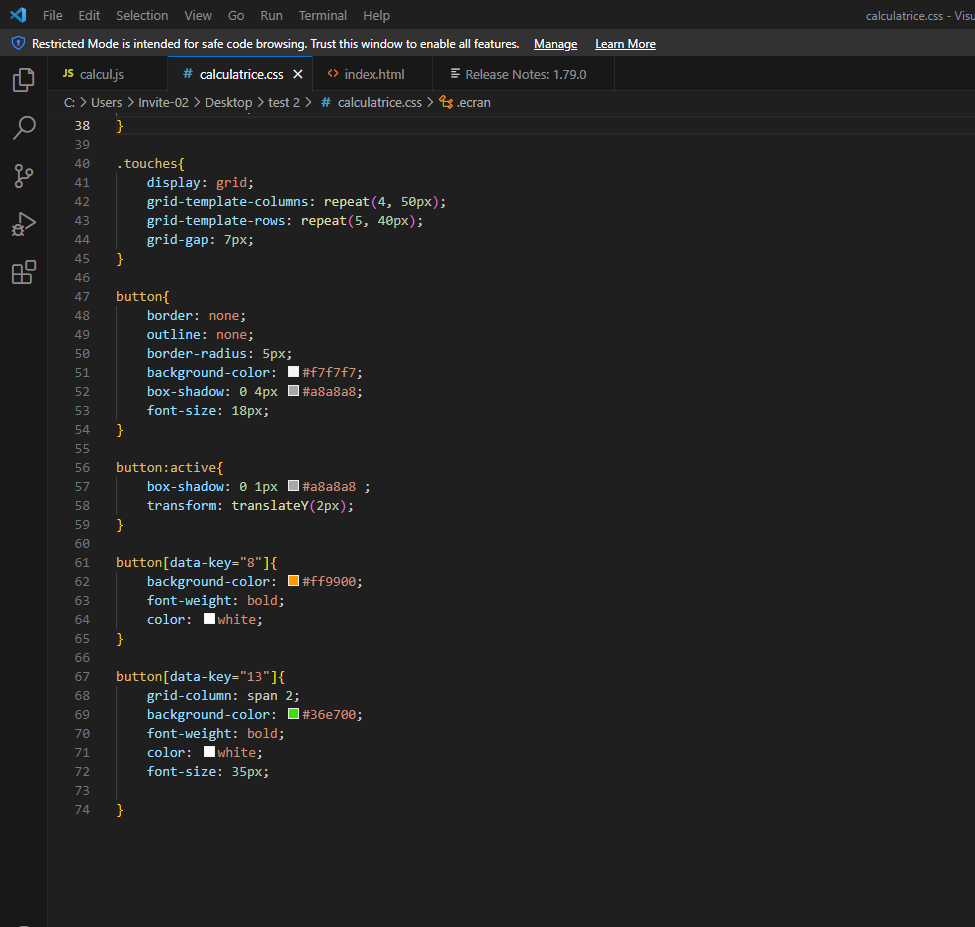 File Edit Selection View Go Run Terminal Help calculatrice.css - Visu
Restricted Mode is intended for safe code browsing. Trust this window to enable all features. Manage Learn More
JS calcul.js # calculatrice.css × <> index.html Release Notes: 1.79.0
C: > Users > Invite-02 > Desktop > test 2 > # calculatrice.css > .ecran
38 }
39
40 .touches{
41 display: grid;
42 grid-template-columns: repeat(4, 50px);
43 grid-template-rows: repeat(5, 40px);
44 grid-gap: 7px;
45 }
46
47 button{
48 border: none;
49 outline: none;
50 border-radius: 5px;
51 background-color: #f7f7f7;
52 box-shadow: 0 4px #a8a8a8;
53 font-size: 18px;
54 }
55
56 button:active{
57 box-shadow: 0 1px #a8a8a8 ;
58 transform: translateY(2px);
59 }
60
61 button[data-key="8"]{
62 background-color: #ff9900;
63 font-weight: bold;
64 color: white;
65 }
66
67 button[data-key="13"]{
68 grid-column: span 2;
69 background-color: #36e700;
70 font-weight: bold;
71 color: white;
72 font-size: 35px;
73
74 }